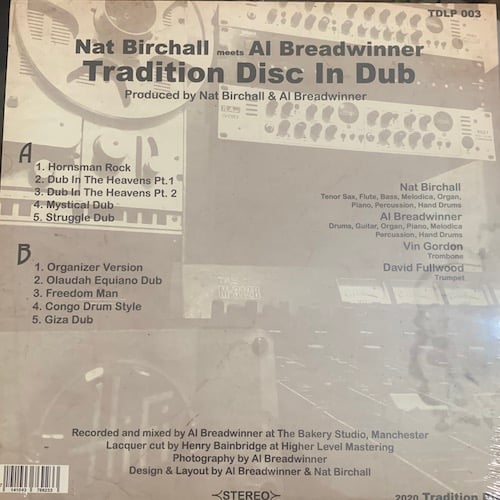 TDLP 003
Nat Birchall meets Al Breadwinner
Tradition Disc In Dub
Produced by Nat Birchall & Al Breadwinner
A
1. Hornsman Rock
2. Dub In The Heavens Pt.1
3. Dub In The Heavens Pt. 2
4. Mystical Dub
5. Struggle Dub
Nat Birchall
Tenor Sax, Flute, Bass, Melodica, Organ,
Piano, Percussion, Hand Drums
Al Breadwinner
Drums, Guitar, Organ, Piano, Melodica
Percussion, Hand Drums
Vin Gordon
Trombone
David Fullwood
Trumpet
B
1. Organizer Version
2. Olaudah Equiano Dub
3. Freedom Man
4. Congo Drum Style
5. Giza Dub
Recorded and mixed by Al Breadwinner at The Bakery Studio, Manchester
Lacquer cut by Henry Bainbridge at Higher Level Mastering
Photography by Al Breadwinner
Design & Layout by Al Breadwinner & Nat Birchall
STEREO
2020 Tradition